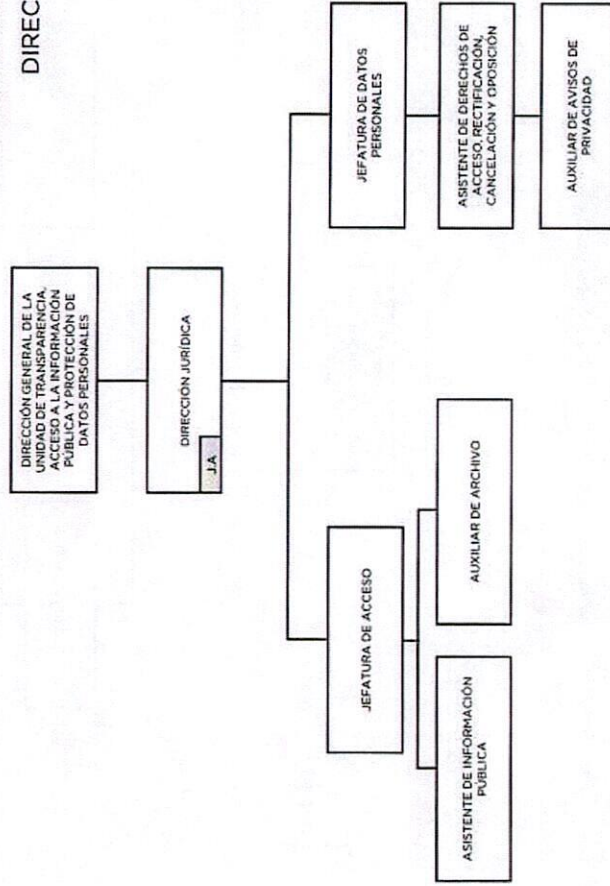 DIREC
DIRECCIÓN GENERAL DE LA
UNIDAD DE TRANSPARENCIA,
ACCESO A LA INFORMACIÓN
PÚBLICA Y PROTECCIÓN DE
DATOS PERSONALES
DIRECCIÓN JURÍDICA
J.A
JEFATURA DE ACCESO
JEFATURA DE DATOS
PERSONALES
ASISTENTE DE INFORMACIÓN
PÚBLICA
AUXILIAR DE ARCHIVO
ASISTENTE DE DERECHOS DE
ACCESO, RECTIFICACIÓN,
CANCELACIÓN Y OPOSICIÓN
AUXILIAR DE AVISOS DE
PRIVACIDAD